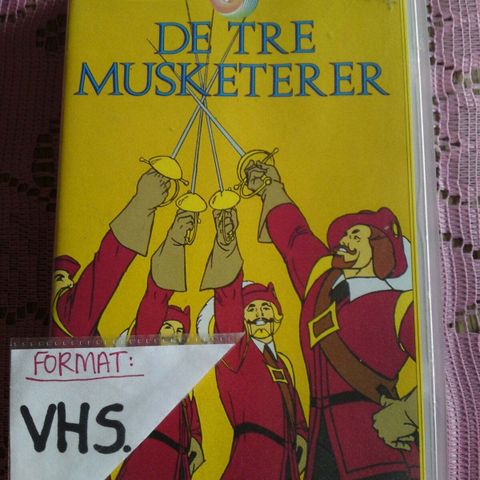 DE TRE
MUSKETERER
FORMAT:
VHS.